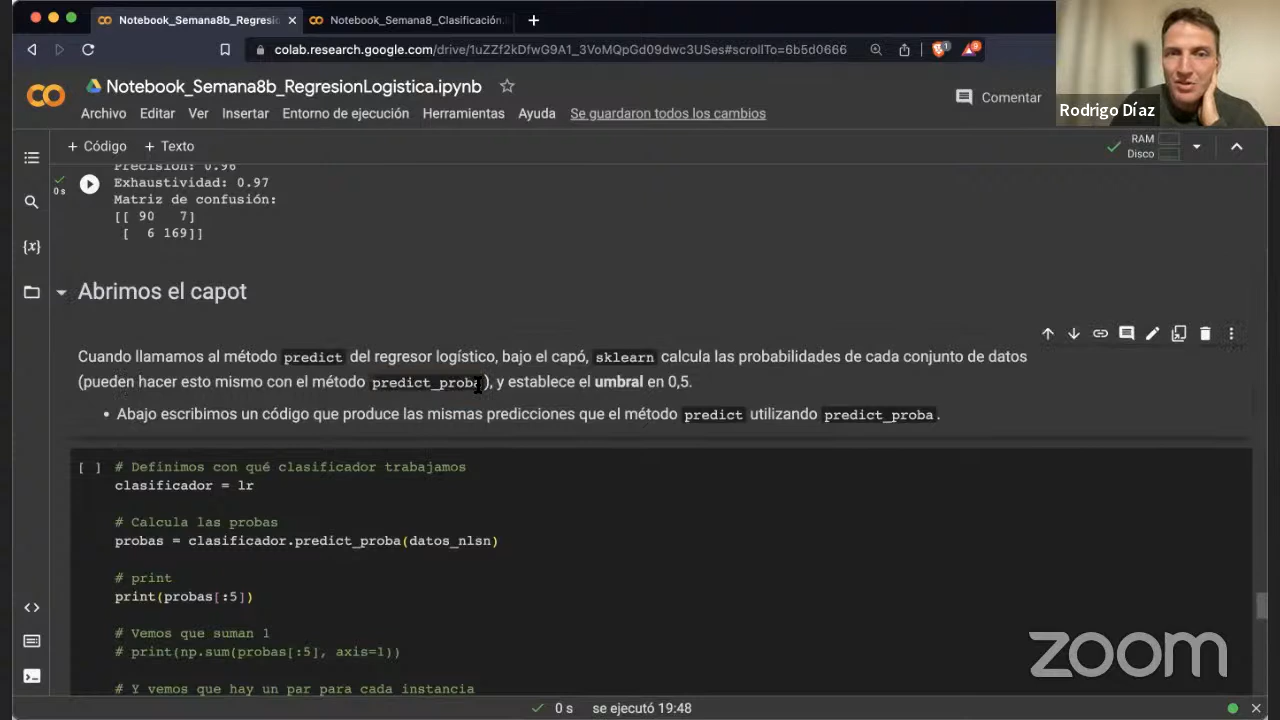 Notebook_Semana8b_Regresi
Notebook_Semana8_Clasificación.i
colab.research.google.com/drive/1uZZf2kDfwG9A1_3VoMQpGd09dwc3USes#scrollTo=6b5d0666
1
9
Notebook_Semana8b_RegresionLogistica.ipynb
Comentar
Rodrigo Díaz
Archivo Editar Ver Insertar Entorno de ejecución Herramientas Ayuda Se guardaron todos los cambios
+ Código + Texto
RAM
Disco
Precisión: 0.96
0 s
Exhaustividad: 0.97
Matriz de confusión:
[[ 90 7]
[ 6 169]]
{x}
Abrimos el capot
Cuando llamamos al método predict del regresor logístico, bajo el capó, sklearn calcula las probabilidades de cada conjunto de datos
(pueden hacer esto mismo con el método predict_proba), y establece el umbral en 0,5.
• Abajo escribimos un código que produce las mismas predicciones que el método predict utilizando predict_proba.
[ ] # Definimos con qué clasificador trabajamos
clasificador = lr
# Calcula las probas
probas = clasificador.predict_proba(datos_nlsn)
# print
print(probas[:5])
# Vemos que suman 1
# print(np.sum(probas[:5], axis=1))
# Y vemos que hay un par para cada instancia
zoom
0 s se ejecutó 19:48